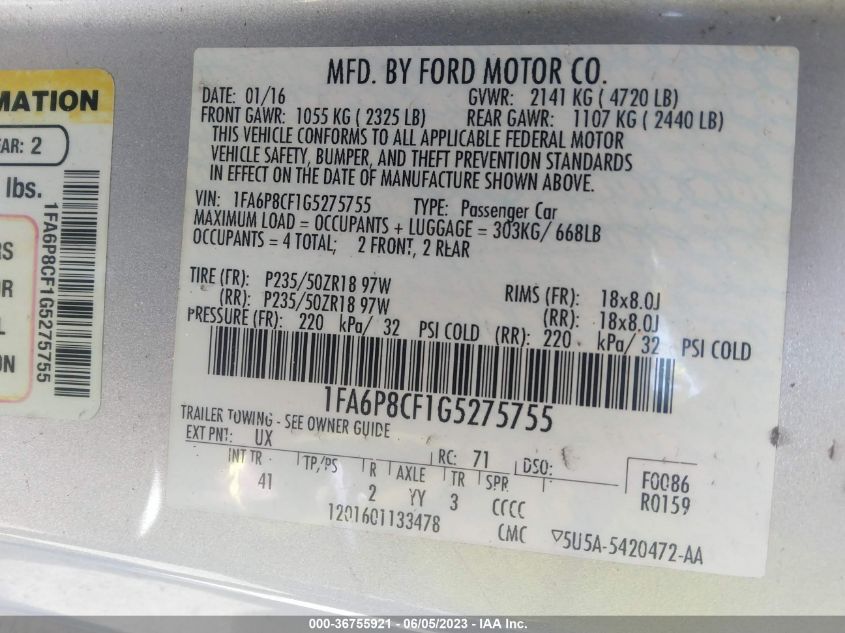 MATION
EAR: 2
lbs.
1FA6P8CF1G5275755
RS
OR
L
ON
MFD. BY FORD MOTOR CO.
DATE: 01/16 GVWR: 2141 KG ( 4720 LB)
FRONT GAWR: 1055 KG ( 2325 LB) REAR GAWR: 1107 KG ( 2440 LB)
THIS VEHICLE CONFORMS TO ALL APPLICABLE FEDERAL MOTOR
VEHICLE SAFETY, BUMPER, AND THEFT PREVENTION STANDARDS
IN EFFECT ON THE DATE OF MANUFACTURE SHOWN ABOVE.
VIN: 1FA6P8CF1G5275755 TYPE: Passenger Car
MAXIMUM LOAD = OCCUPANTS + LUGGAGE = 303KG/ 668LB
OCCUPANTS = 4 TOTAL; 2 FRONT, 2 REAR
TIRE (FR): P235/50ZR18 97W RIMS (FR): 18x8.0J
(RR): P235/50ZR18 97W (RR): 18x8.0J
PRESSURE (FR): 220 kPa/ 32 PSI COLD (RR): 220 kPa/ 32 PSI COLD
1FA6P8CF1G5275755
TRAILER TOWING - SEE OWNER GUIDE
EXT PNT: UX RC: 71 DSO:
INT TR TP/PS R AXLE TR SPR
41 2 YY 3 CCCC
F0086
R0159
1201601133478 CMC ▽5U5A-5420472-AA
000-36755921 - 06/05/2023 - IAA Inc.